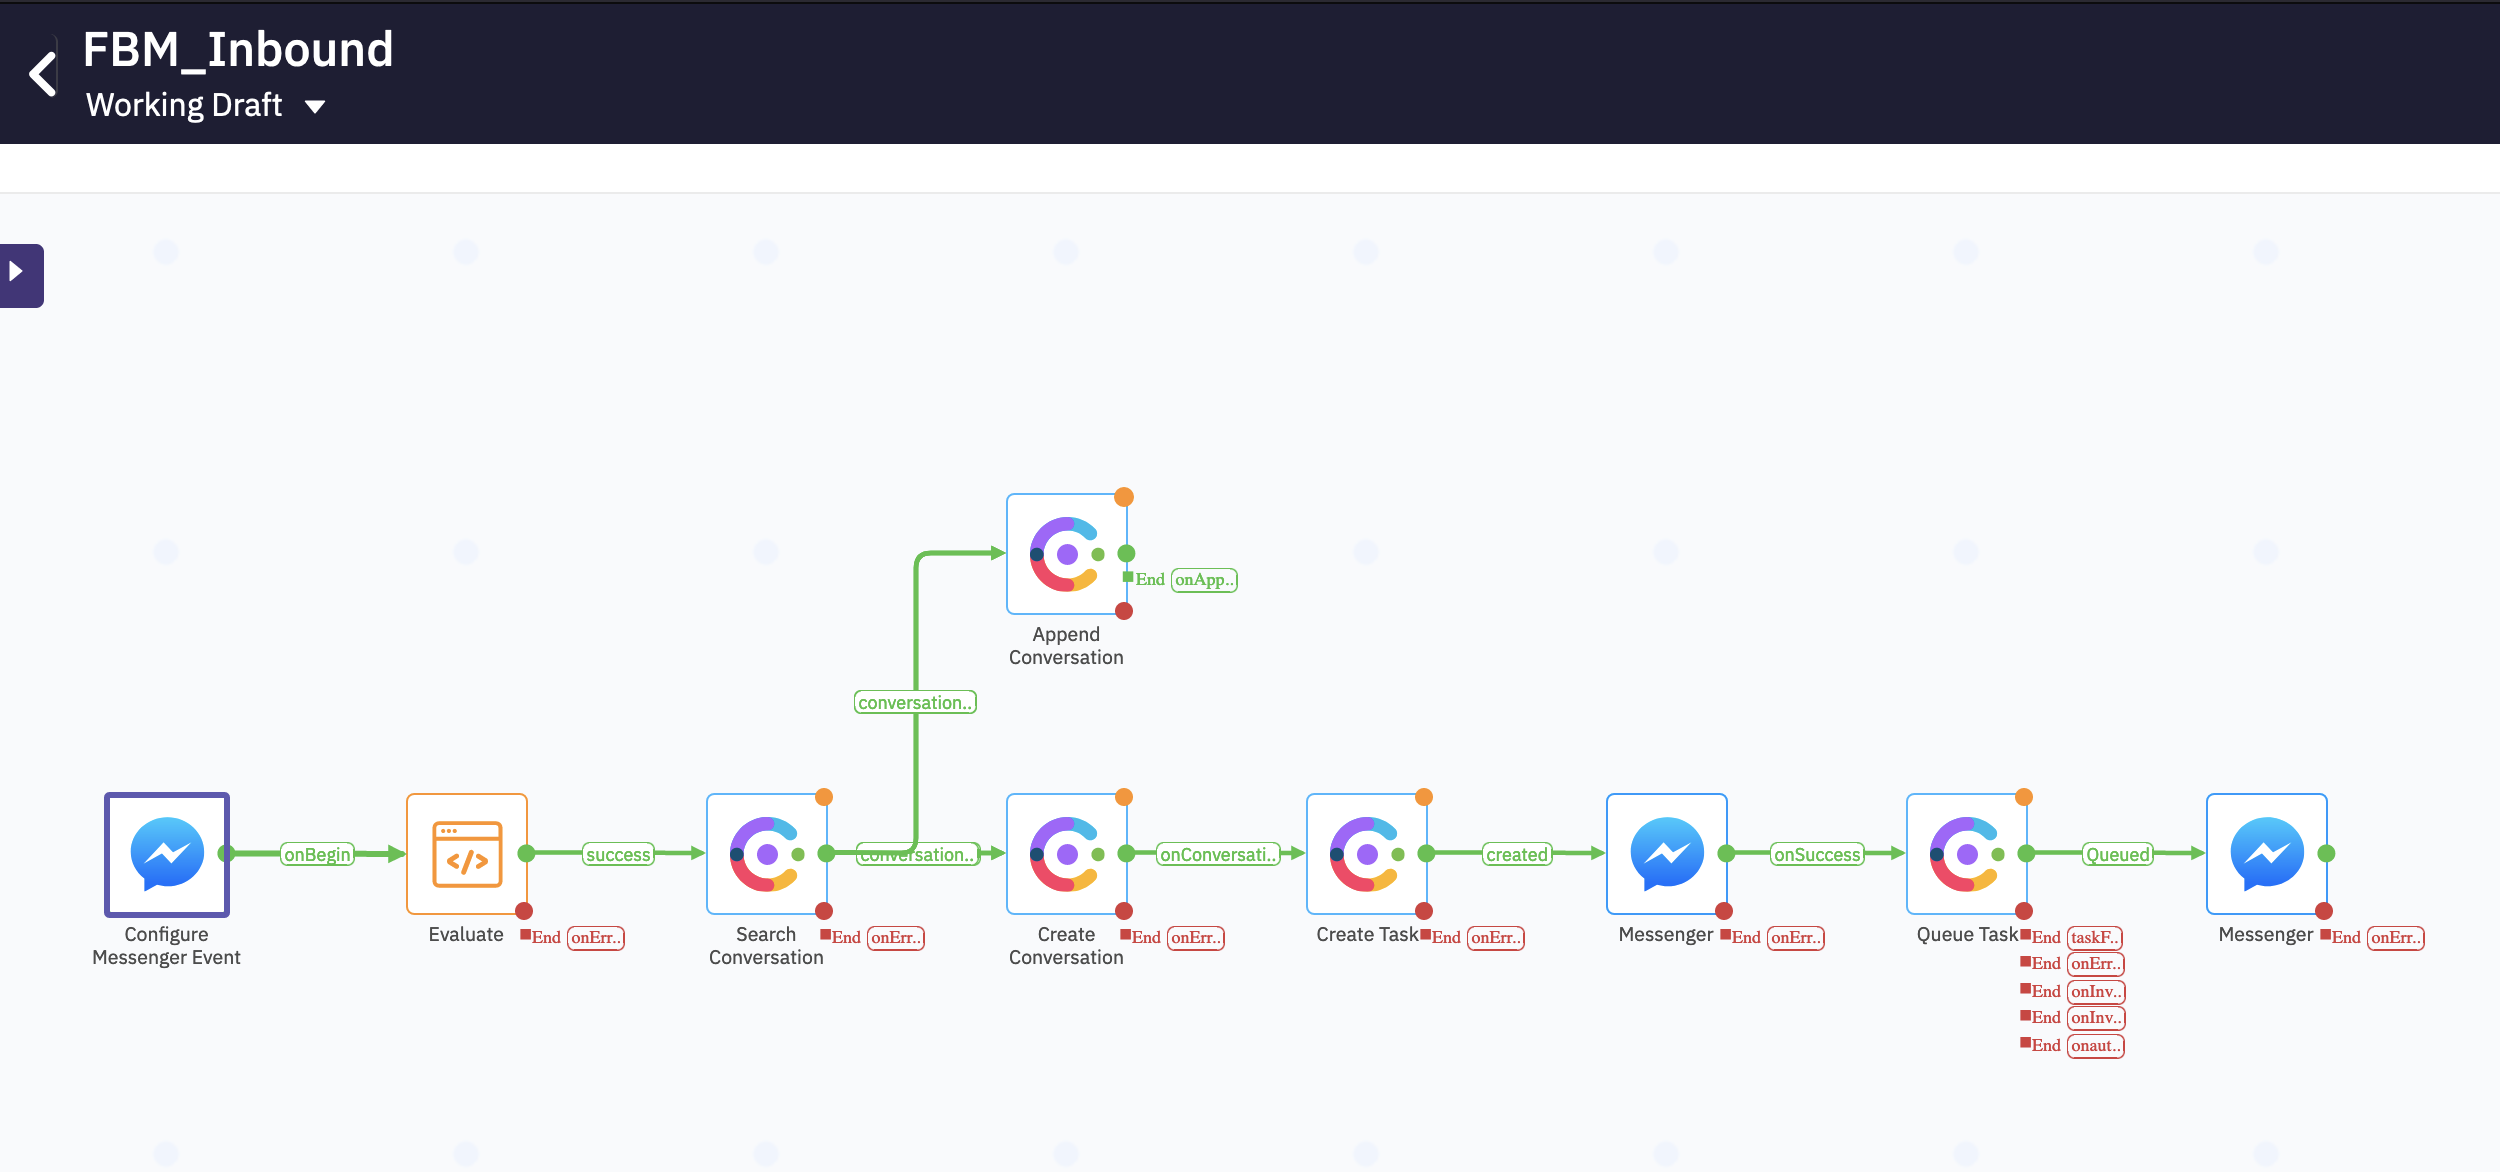 FBM_Inbound
Working Draft
End onApp..
Append
Conversation
conversation..
onBegin
success
conversation..
onConversati..
created
onSuccess
Queued
Configure
Messenger Event
Evaluate
End onErr..
Search
Conversation
End onErr..
Create
Conversation
End onErr..
Create Task
End onErr..
Messenger
End onErr..
Queue Task
End taskF..
End onErr..
End onInv..
End onInv..
End onaut..
Messenger
End onErr..